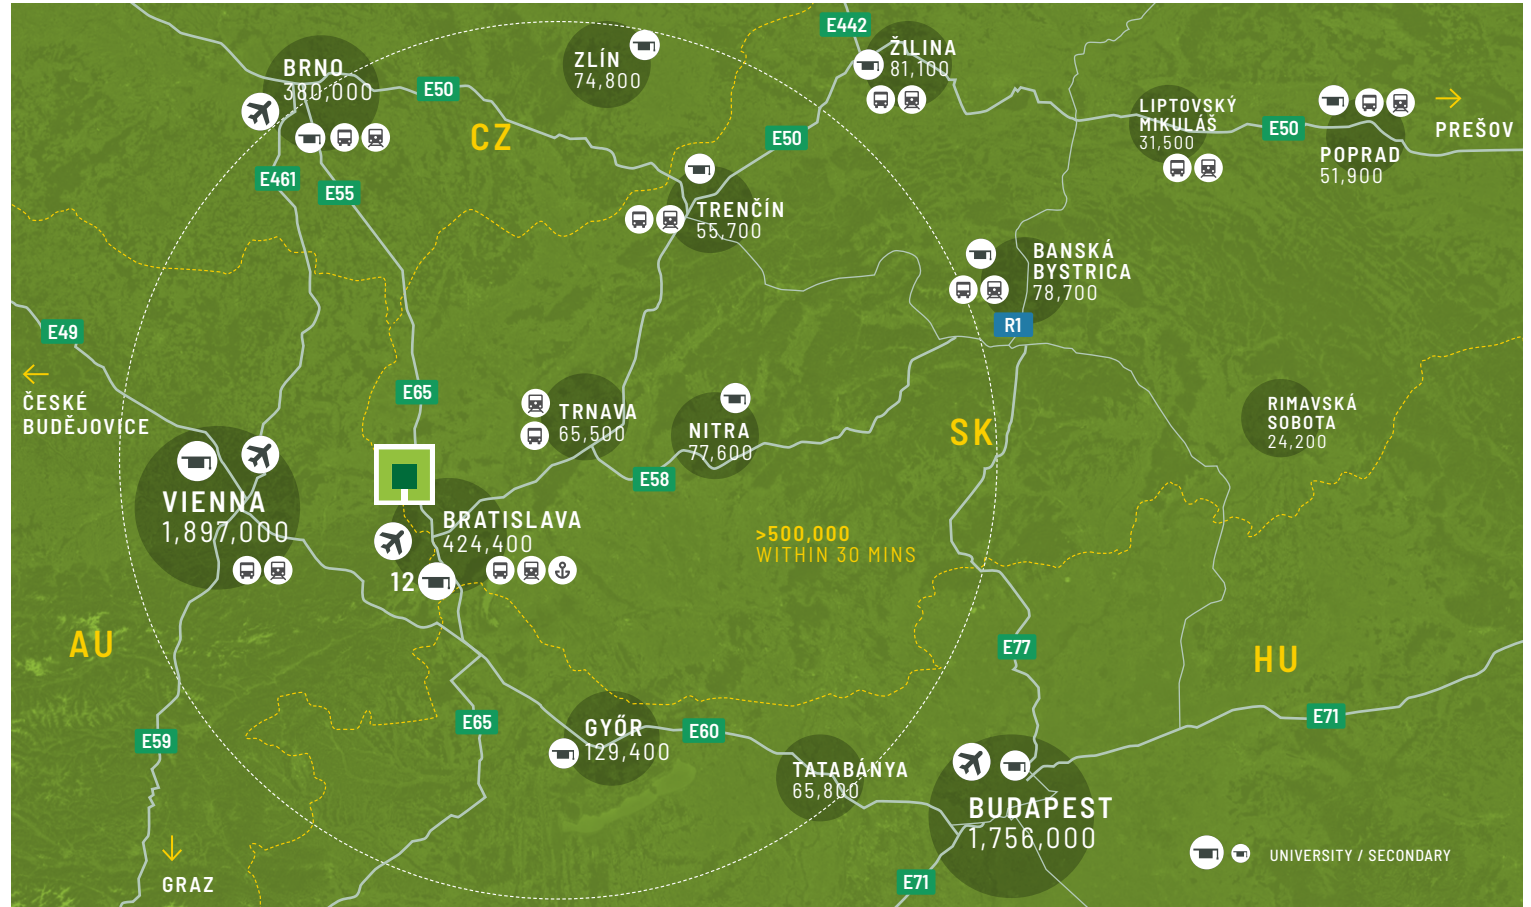 E442
ŽILINA
81,100
ZLÍN
74,800
BRNO
380,000
E50
CZ
E50
LIPTOVSKÝ
MIKULÁŠ
31,500
E50
PREŠOV
POPRAD
51,900
E461
E55
TRENČÍN
55,700
BANSKÁ
BYSTRICA
78,700
R1
E49
ČESKÉ
BUDĚJOVICE
E65
TRNAVA
65,500
NITRA
77,600
SK
RIMAVSKÁ
SOBOTA
24,200
E58
VIENNA
1,897,000
BRATISLAVA
424,400
12
>500,000
WITHIN 30 MINS
AU
E77
HU
E59
E65
GYŐR
129,400
E60
E71
TATABÁNYA
65,800
BUDAPEST
1,756,000
GRAZ
E71
UNIVERSITY / SECONDARY